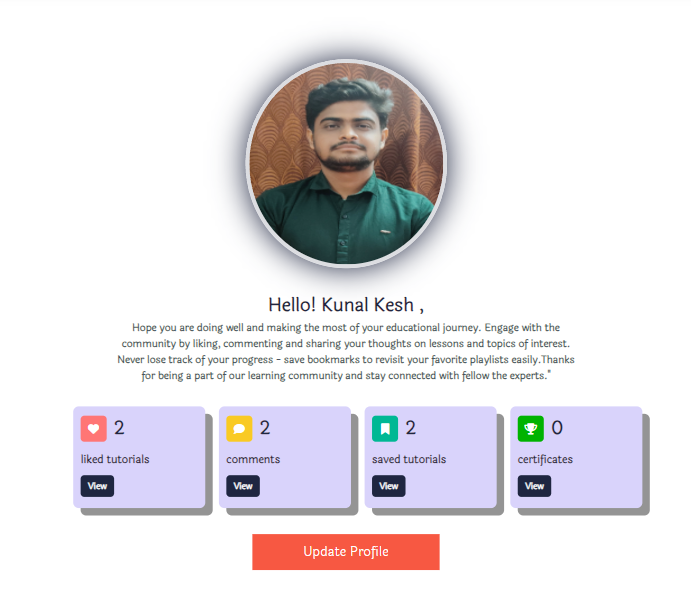 Hello! Kunal Kesh ,
Hope you are doing well and making the most of your educational journey. Engage with the
community by liking, commenting and sharing your thoughts on lessons and topics of interest.
Never lose track of your progress - save bookmarks to revisit your favorite playlists easily.Thanks
for being a part of our learning community and stay connected with fellow the experts."
2
liked tutorials
View
2
comments
View
2
saved tutorials
View
0
certificates
View
Update Profile